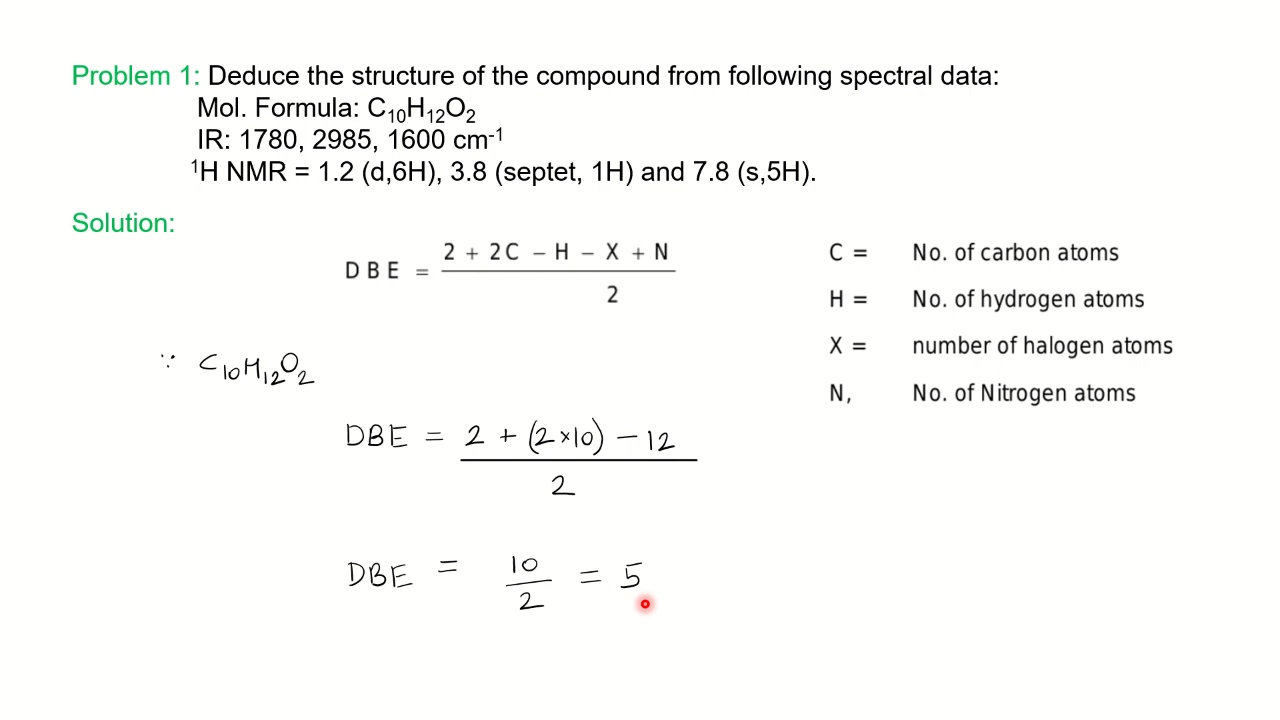 Problem 1: Deduce the structure of the compound from following spectral data:
Mol. Formula: C₁₀H₁₂O₂
IR: 1780, 2985, 1600 cm⁻¹
¹H NMR = 1.2 (d,6H), 3.8 (septet, 1H) and 7.8 (s,5H).
Solution:
DBE = 2 + 2C − H − X + N
2
C = No. of carbon atoms
H = No. of hydrogen atoms
X = number of halogen atoms
N, No. of Nitrogen atoms
∵ C₁₀H₁₂O₂
DBE = 2 + (2×10) − 12
2
DBE = 10 = 5
2